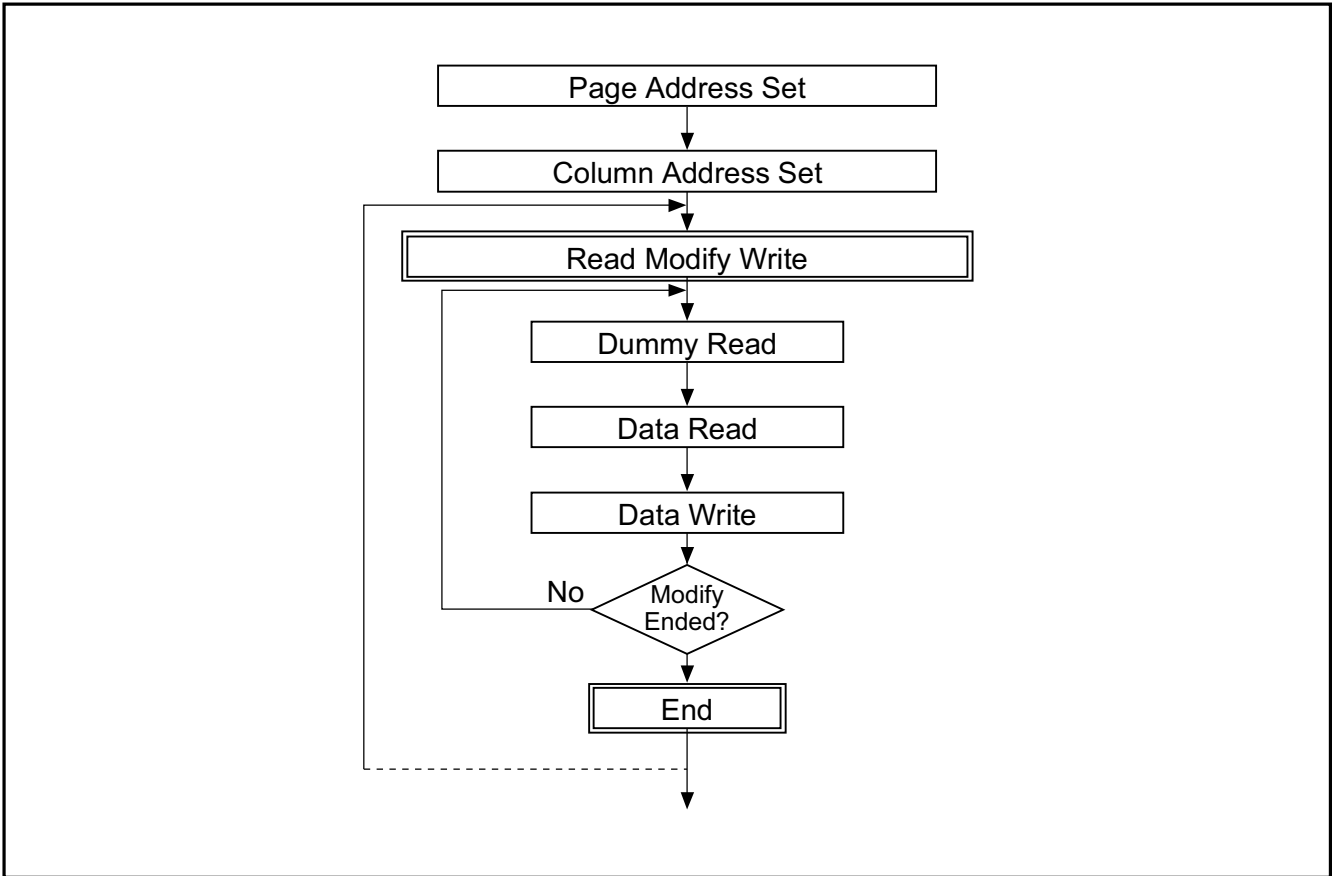 Page Address Set
Column Address Set
Read Modify Write
Dummy Read
Data Read
Data Write
No
Modify
Ended?
End